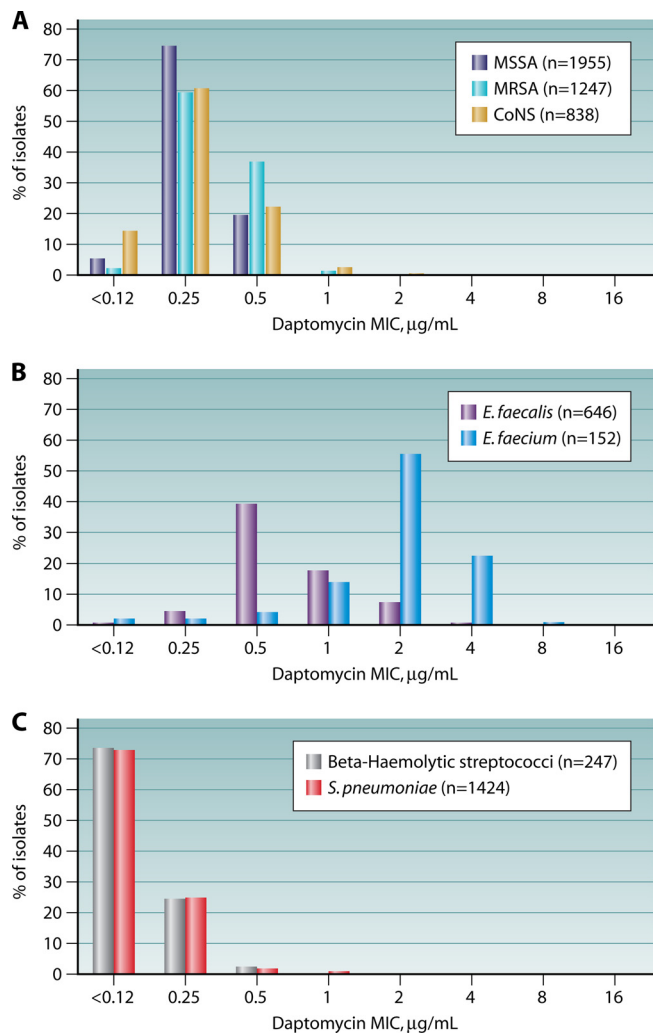 A
80
70
60
50
40
30
20
10
0
% of isolates
MSSA (n=1955)
MRSA (n=1247)
CoNS (n=838)
<0.12 0.25 0.5 1 2 4 8 16
Daptomycin MIC, µg/mL
B
80
70
60
50
40
30
20
10
0
% of isolates
E. faecalis (n=646)
E. faecium (n=152)
<0.12 0.25 0.5 1 2 4 8 16
Daptomycin MIC, µg/mL
C
80
70
60
50
40
30
20
10
0
% of isolates
Beta-Haemolytic streptococci (n=247)
S. pneumoniae (n=1424)
<0.12 0.25 0.5 1 2 4 8 16
Daptomycin MIC, µg/mL